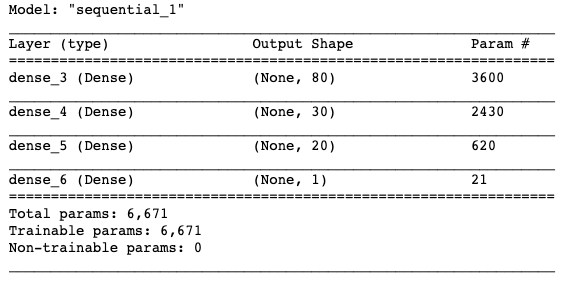 Model: "sequential_1"
Layer (type) Output Shape Param #
dense_3 (Dense) (None, 80) 3600
dense_4 (Dense) (None, 30) 2430
dense_5 (Dense) (None, 20) 620
dense_6 (Dense) (None, 1) 21
Total params: 6,671
Trainable params: 6,671
Non-trainable params: 0